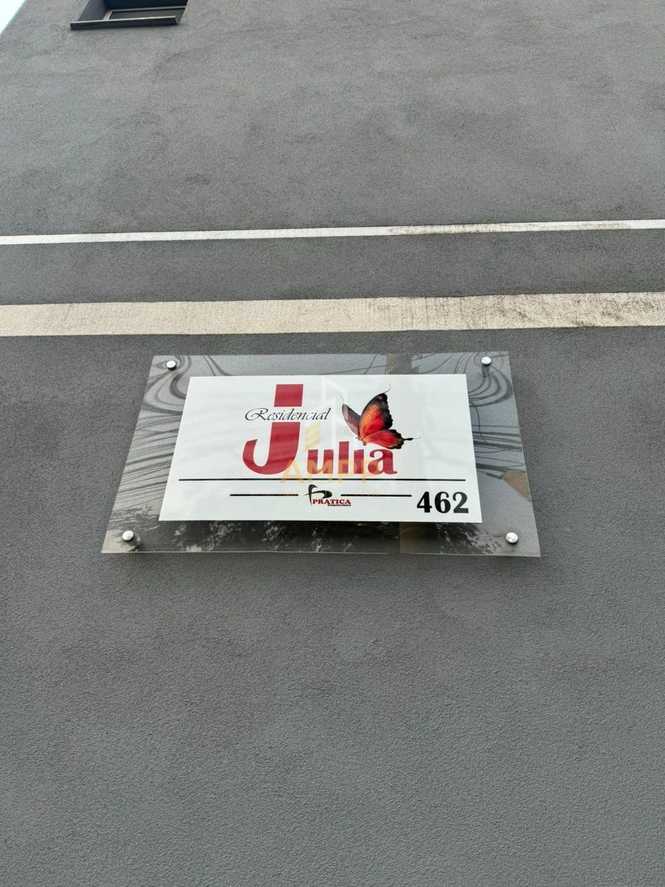 Residencial
Julia
PRATICA
462